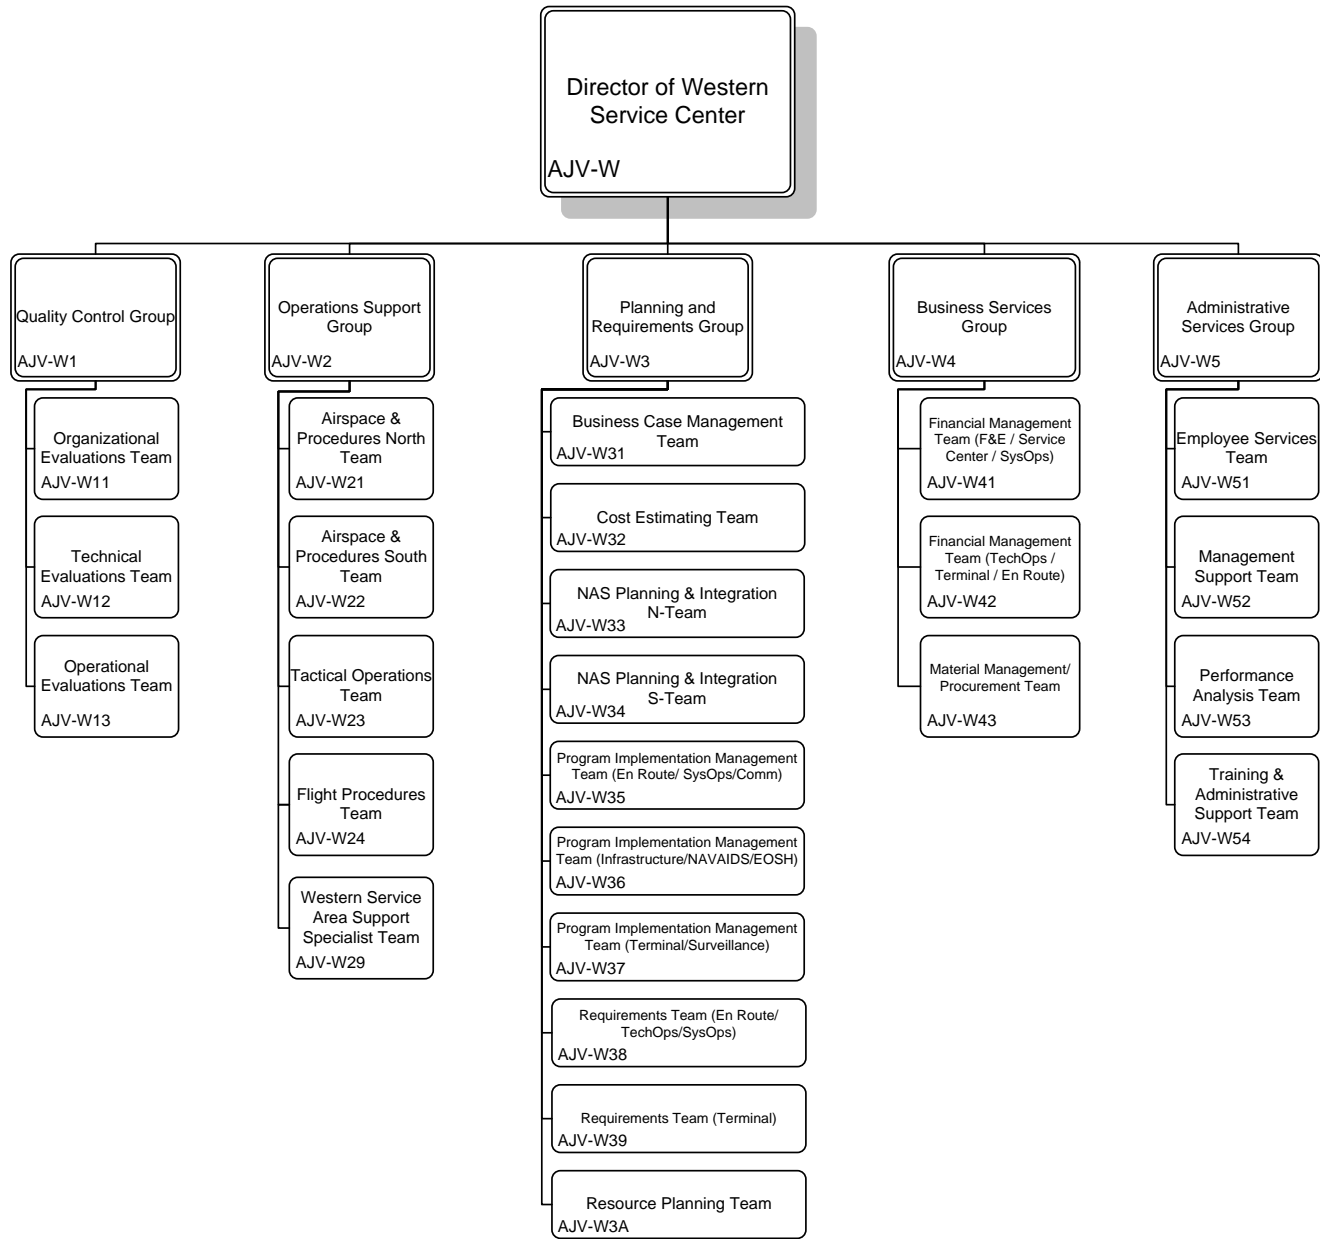 Director of Western
Service Center
AJV-W
Quality Control Group
AJV-W1
Operations Support
Group
AJV-W2
Planning and
Requirements Group
AJV-W3
Business Services
Group
AJV-W4
Administrative
Services Group
AJV-W5
Organizational
Evaluations Team
AJV-W11
Technical
Evaluations Team
AJV-W12
Operational
Evaluations Team
AJV-W13
Airspace &
Procedures North
Team
AJV-W21
Airspace &
Procedures South
Team
AJV-W22
Tactical Operations
Team
AJV-W23
Flight Procedures
Team
AJV-W24
Western Service
Area Support
Specialist Team
AJV-W29
Business Case Management
Team
AJV-W31
Cost Estimating Team
AJV-W32
NAS Planning & Integration
N-Team
AJV-W33
NAS Planning & Integration
S-Team
AJV-W34
Program Implementation Management
Team (En Route/ SysOps/Comm)
AJV-W35
Program Implementation Management
Team (Infrastructure/NAVAIDS/EOSH)
AJV-W36
Program Implementation Management
Team (Terminal/Surveillance)
AJV-W37
Requirements Team (En Route/
TechOps/SysOps)
AJV-W38
Requirements Team (Terminal)
AJV-W39
Resource Planning Team
AJV-W3A
Financial Management
Team (F&E / Service
Center / SysOps)
AJV-W41
Financial Management
Team (TechOps /
Terminal / En Route)
AJV-W42
Material Management/
Procurement Team
AJV-W43
Employee Services
Team
AJV-W51
Management
Support Team
AJV-W52
Performance
Analysis Team
AJV-W53
Training &
Administrative
Support Team
AJV-W54